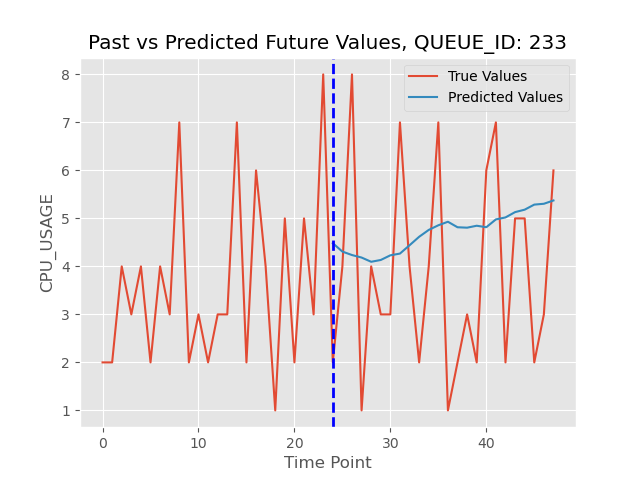 Past vs Predicted Future Values, QUEUE_ID: 233
True Values
Predicted Values
CPU_USAGE
8
7
6
5
4
3
2
1
0
10
20
30
40
Time Point